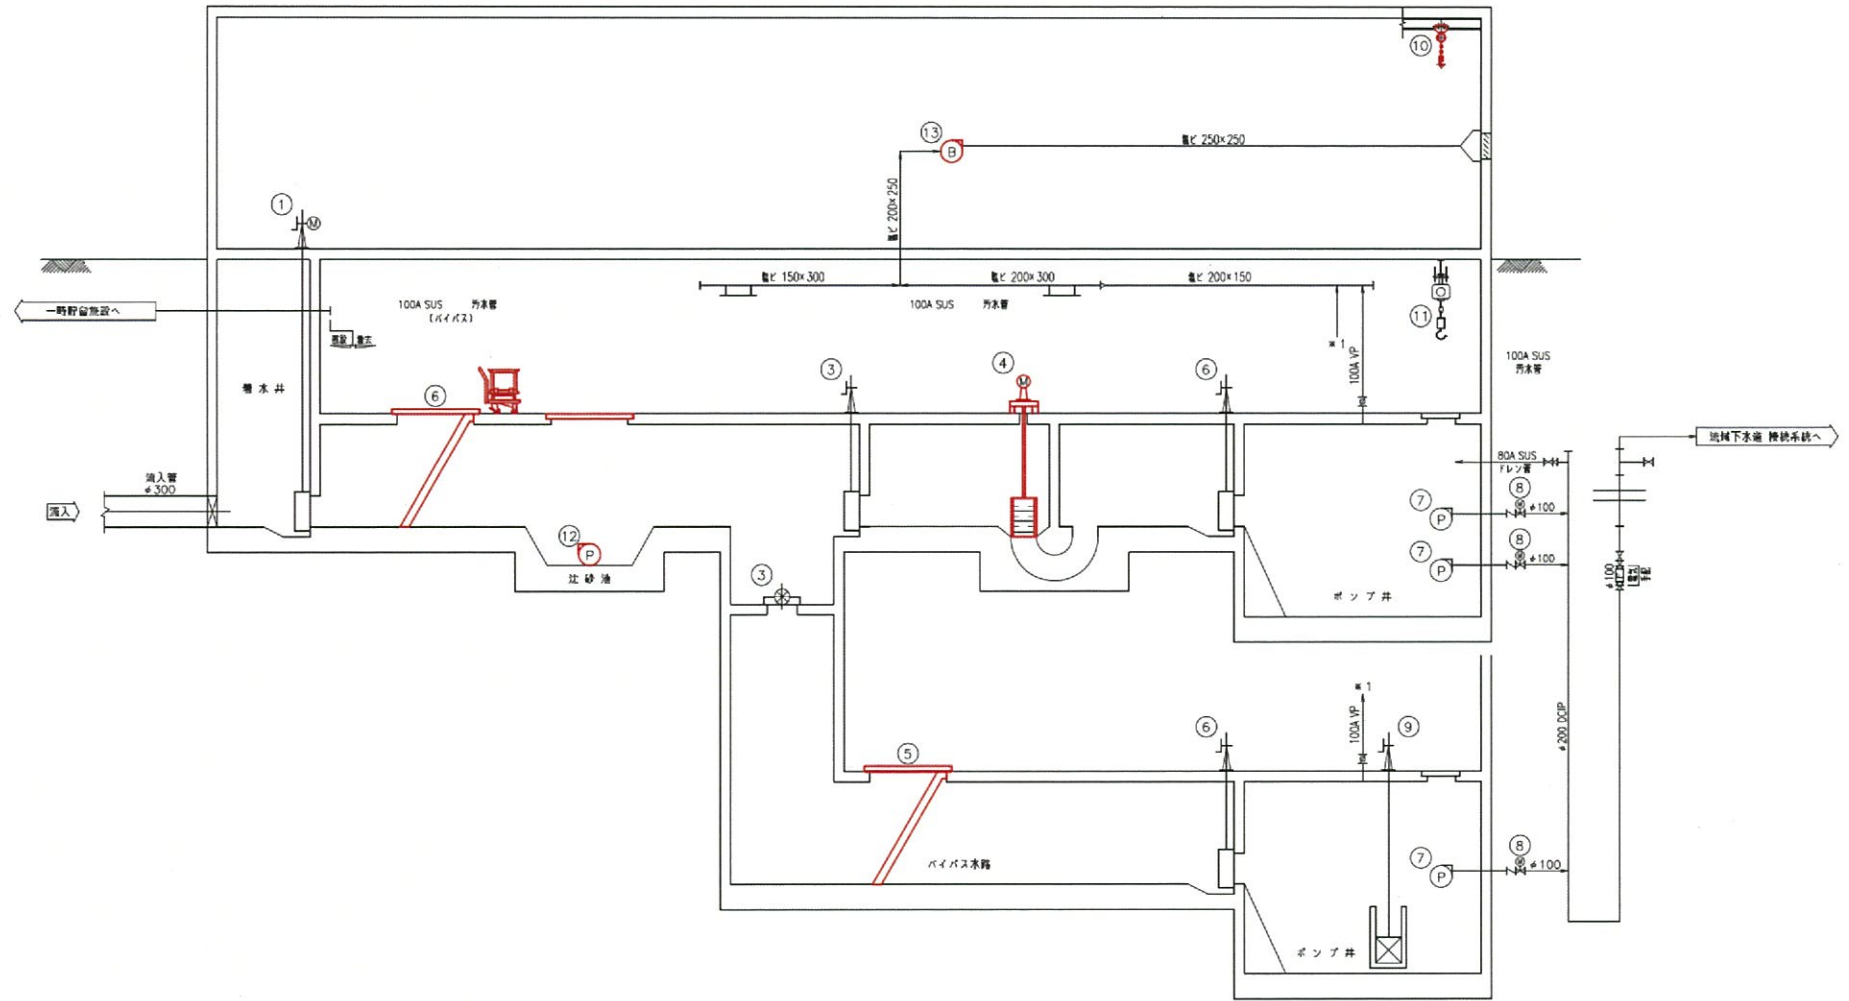 ⑩
⑬
B
塩ビ 250×250
塩ビ 200×250
①
M
塩ビ 150×300
塩ビ 200×300
塩ビ 200×150
一時貯留施設へ
100A SUS 汚水管
(バイパス)
100A SUS 汚水管
⑪
※1
100A VP
100A SUS
汚水管
着水井
⑥
③
④
M
⑥
流域下水道 接続系統へ
流入管
φ300
流入
80A SUS
ドレン管
⑦
P
⑧
φ100
⑦
P
⑧
φ100
φ100
⑫
P
沈砂池
③
ポンプ井
※1
100A VP
φ200 DCIP
⑤
⑥
⑨
バイパス水路
⑦
P
⑧
φ100
ポンプ井